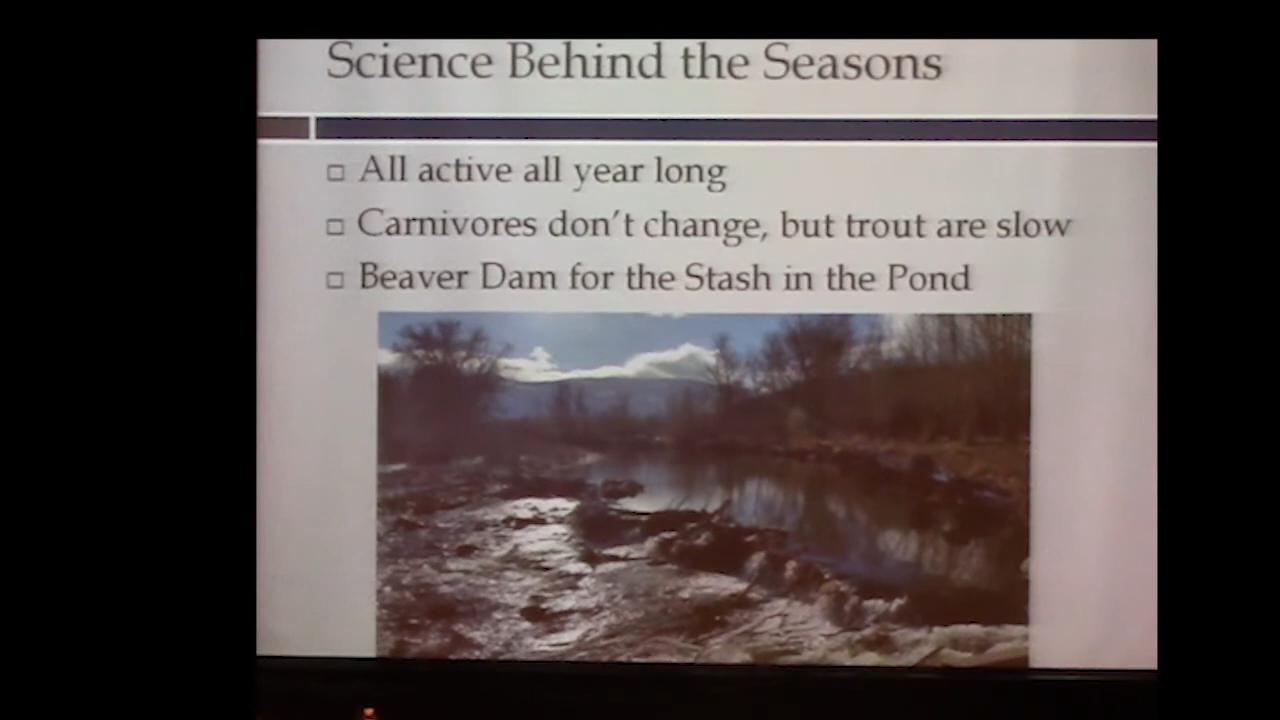 Science Behind the Seasons
All active all year long
Carnivores don't change, but trout are slow
Beaver Dam for the Stash in the Pond